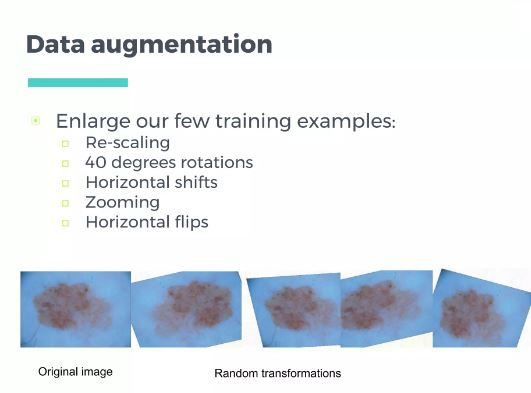 Data augmentation
Enlarge our few training examples:
Re-scaling
40 degrees rotations
Horizontal shifts
Zooming
Horizontal flips
Original image
Random transformations